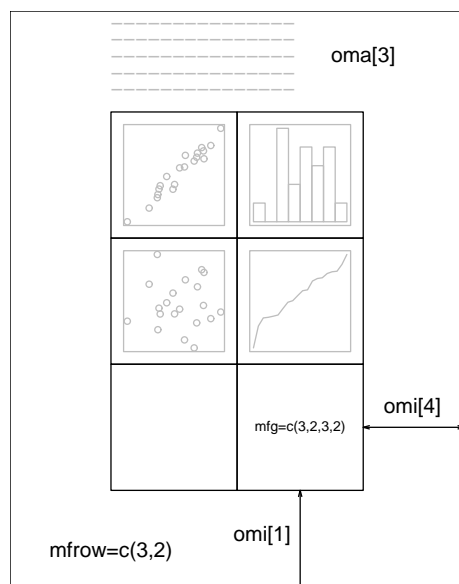 oma[3]
omi[4]
mfg=c(3,2,3,2)
omi[1]
mfrow=c(3,2)